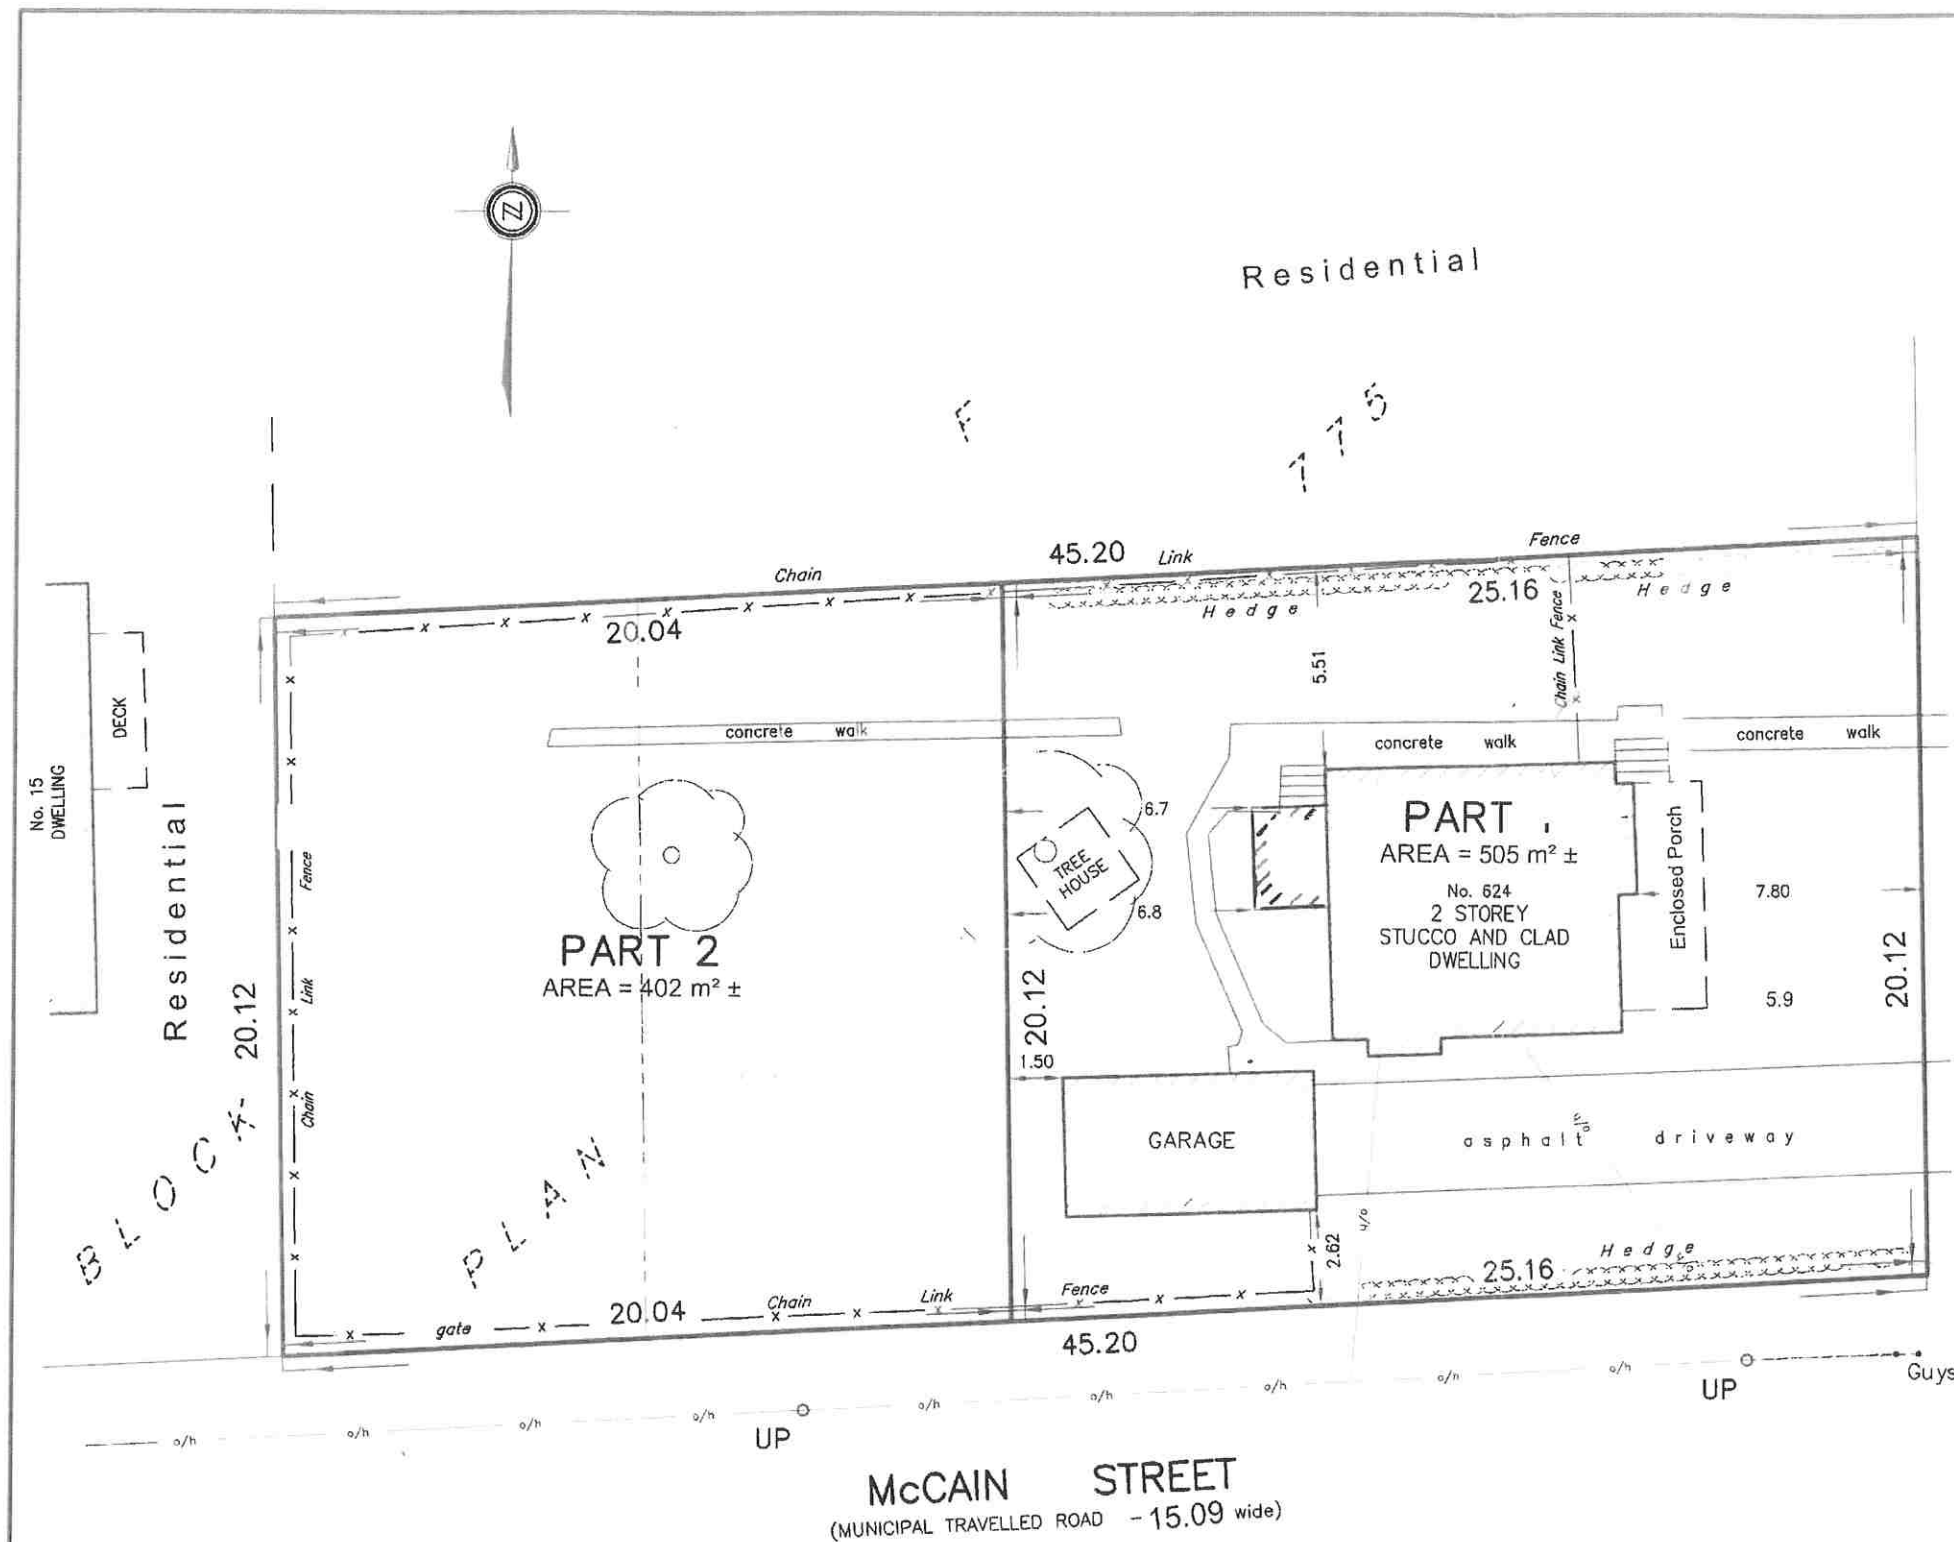 N
Residential
F
775
45.20
Chain Link Fence
20.04
25.16
Hedge
Hedge
Chain Link Fence
5.51
DECK
No. 15
DWELLING
Residential
concrete walk
concrete walk
concrete walk
6.7
TREE
HOUSE
6.8
PART
AREA = 505 m² ±
No. 624
2 STOREY
STUCCO AND CLAD
DWELLING
Enclosed Porch
7.80
5.9
20.12
PART 2
AREA = 402 m² ±
Chain Link Fence
20.12
20.12
1.50
BLOCK
PLAN
GARAGE
asphalt driveway
2.62
Hedge
25.16
gate
20.04
Chain Link Fence
45.20
o/h
o/h
o/h
o/h
o/h
o/h
o/h
o/h
o/h
UP
UP
Guys
McCAIN STREET
(MUNICIPAL TRAVELLED ROAD - 15.09 wide)